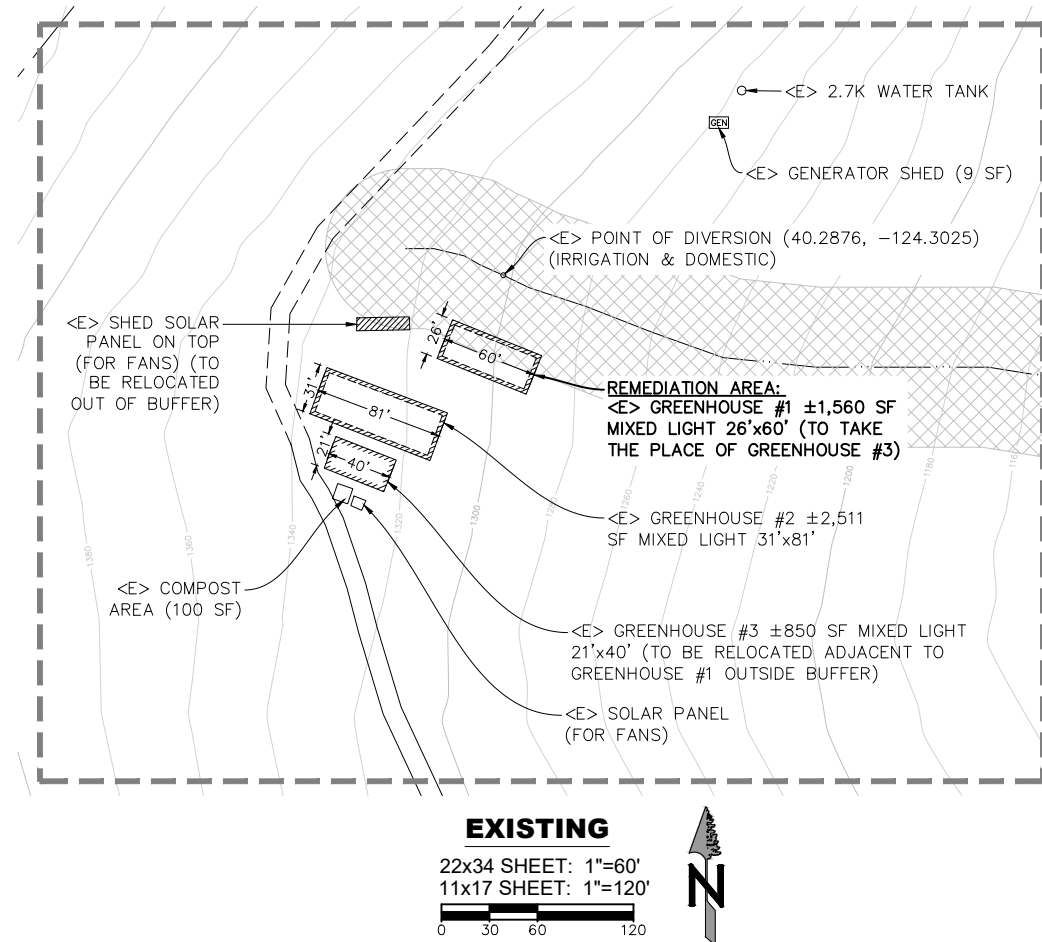 <E> 2.7K WATER TANK
GEN
<E> GENERATOR SHED (9 SF)
<E> POINT OF DIVERSION (40.2876, -124.3025)
(IRRIGATION & DOMESTIC)
<E> SHED SOLAR
PANEL ON TOP
(FOR FANS) (TO
BE RELOCATED
OUT OF BUFFER)
26'
60'
REMEDIATION AREA:
<E> GREENHOUSE #1 ±1,560 SF
MIXED LIGHT 26'x60' (TO TAKE
THE PLACE OF GREENHOUSE #3)
31'
81'
21'
40'
<E> GREENHOUSE #2 ±2,511
SF MIXED LIGHT 31'x81'
<E> COMPOST
AREA (100 SF)
<E> GREENHOUSE #3 ±850 SF MIXED LIGHT
21'x40' (TO BE RELOCATED ADJACENT TO
GREENHOUSE #1 OUTSIDE BUFFER)
<E> SOLAR PANEL
(FOR FANS)
1380
1360
1340
1320
1300
1260
1240
1220
1200
1180
EXISTING
22x34 SHEET: 1"=60'
11x17 SHEET: 1"=120'
0 30 60 120
N